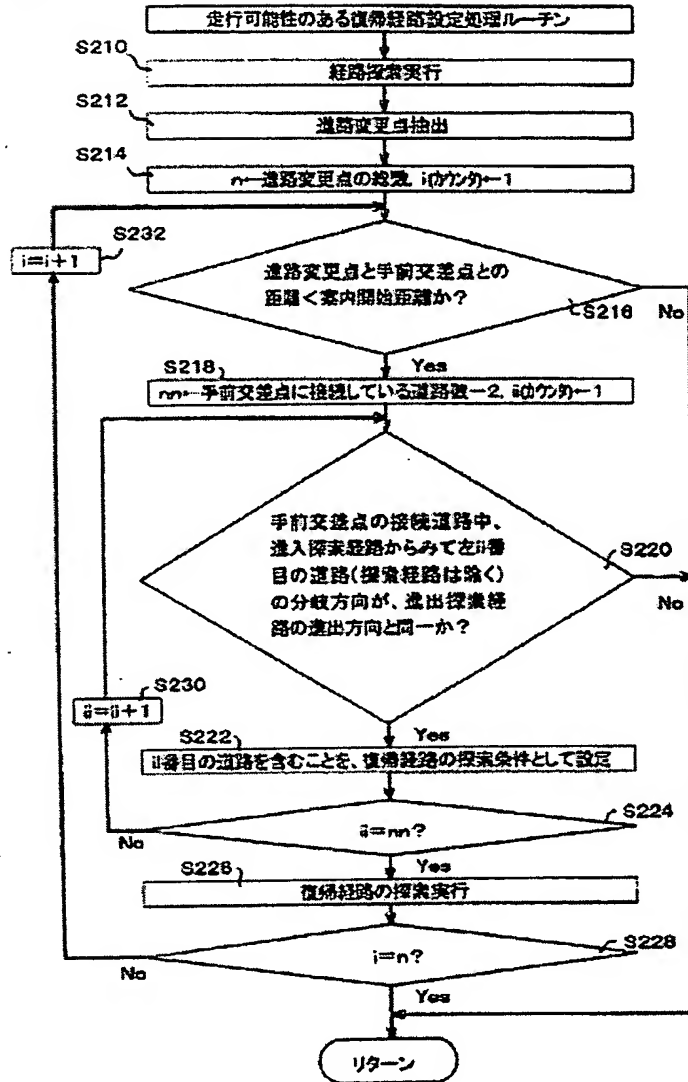 走行可能性のある復帰経路設定処理ルーチン
S210
経路探索実行
S212
道路変更点抽出
S214
n←道路変更点の総数, i(カウンタ)←1
S232
i=i+1
道路変更点と手前交差点との
距離<案内開始距離か?
S216
No
Yes
S218
nn←手前交差点に接続している道路数-2, ii(カウンタ)←1
手前交差点の接続道路中、
進入探索経路からみて左ii番
目の道路(探索経路は除く)
の分岐方向が、進出探索経
路の進出方向と同一か?
S220
No
S230
ii=ii+1
Yes
S222
ii番目の道路を含むことを、復帰経路の探索条件として設定
ii=nn?
S224
No
Yes
S226
復帰経路の探索実行
i=n?
S228
No
Yes
リターン